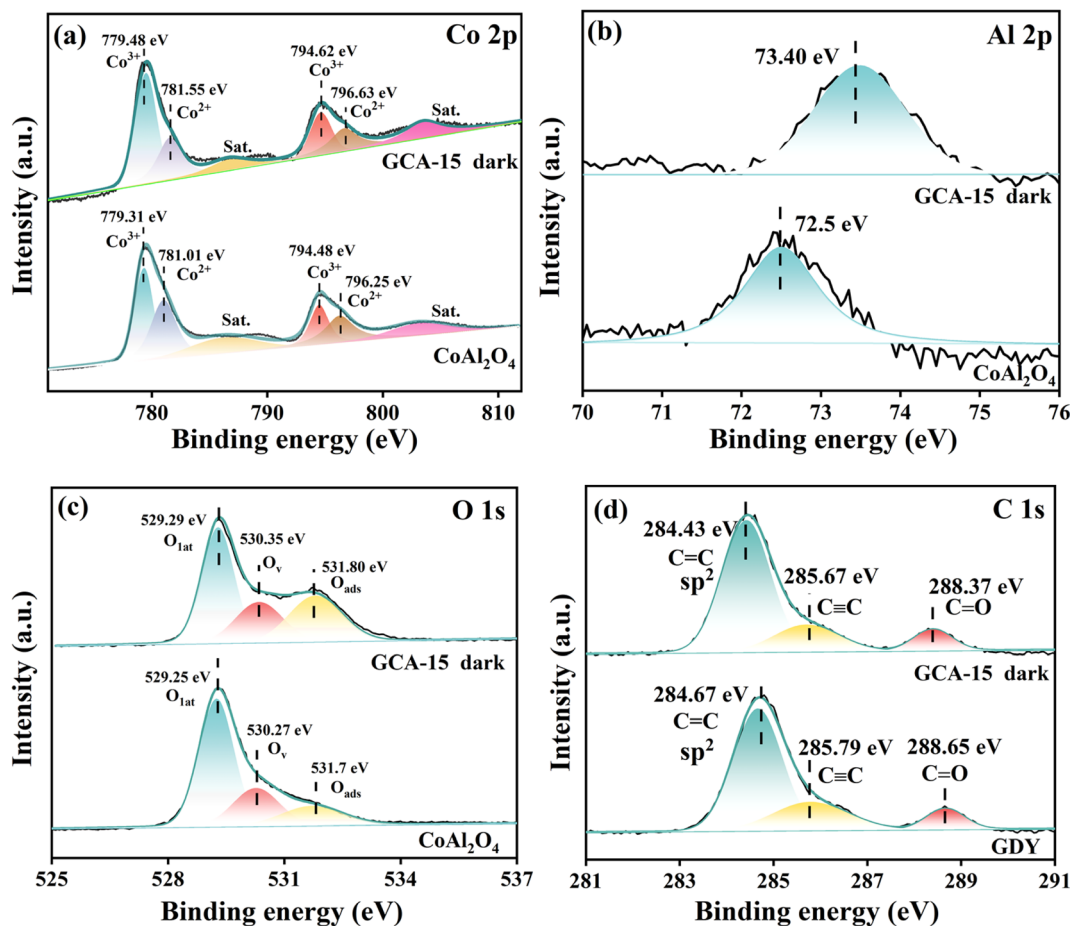 (a)
Co 2p
779.48 eV
Co3+
781.55 eV
Co2+
Sat.
794.62 eV
Co3+
796.63 eV
Co2+
Sat.
GCA-15 dark
779.31 eV
Co3+
781.01 eV
Co2+
Sat.
794.48 eV
Co3+
796.25 eV
Co2+
Sat.
CoAl2O4
Intensity (a.u.)
780
790
800
810
Binding energy (eV)
(b)
Al 2p
73.40 eV
GCA-15 dark
72.5 eV
CoAl2O4
Intensity (a.u.)
70
71
72
73
74
75
76
Binding energy (eV)
(c)
O 1s
529.29 eV
O1at
530.35 eV
Ov
531.80 eV
Oads
GCA-15 dark
529.25 eV
O1at
530.27 eV
Ov
531.7 eV
Oads
CoAl2O4
Intensity (a.u.)
525
528
531
534
537
Binding energy (eV)
(d)
C 1s
284.43 eV
C=C
sp2
285.67 eV
C≡C
288.37 eV
C=O
GCA-15 dark
284.67 eV
C=C
sp2
285.79 eV
C≡C
288.65 eV
C=O
GDY
Intensity (a.u.)
281
283
285
287
289
291
Binding energy (eV)